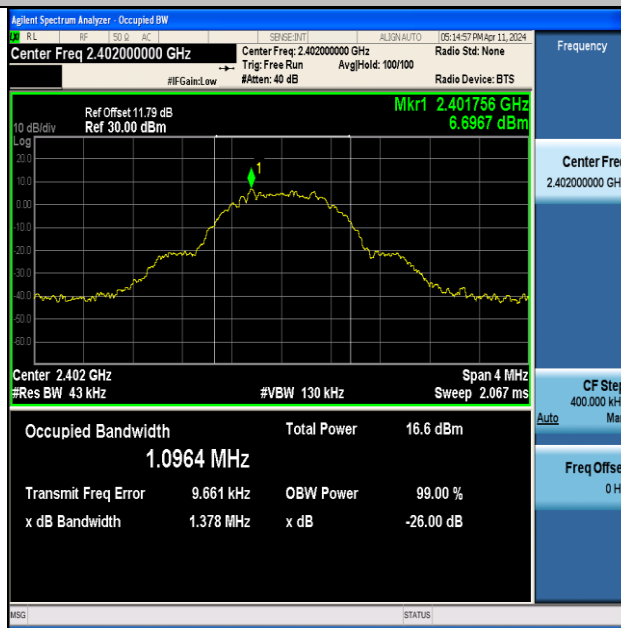 Agilent Spectrum Analyzer - Occupied BW
RL RF 50 Ω AC SENSE:INT ALIGN AUTO 05:14:57 PM Apr 11, 2024
Center Freq 2.402000000 GHz
Center Freq: 2.402000000 GHz
Radio Std: None
Trig: Free Run Avg|Hold: 100/100
#IFGain:Low
#Atten: 40 dB
Radio Device: BTS
Frequency
Mkr1 2.401756 GHz
6.6967 dBm
Ref Offset 11.79 dB
10 dB/div Ref 30.00 dBm
Log
20.0
1
10.0
0.00
-10.0
-20.0
-30.0
-40.0
-50.0
-60.0
Center 2.402 GHz Span 4 MHz
#Res BW 43 kHz #VBW 130 kHz Sweep 2.067 ms
Occupied Bandwidth Total Power 16.6 dBm
1.0964 MHz
Transmit Freq Error 9.661 kHz OBW Power 99.00 %
x dB Bandwidth 1.378 MHz x dB -26.00 dB
Center Fre
2.402000000 GH
CF Step
400.000 kH
Auto Ma
Freq Offse
0 H
MSG STATUS